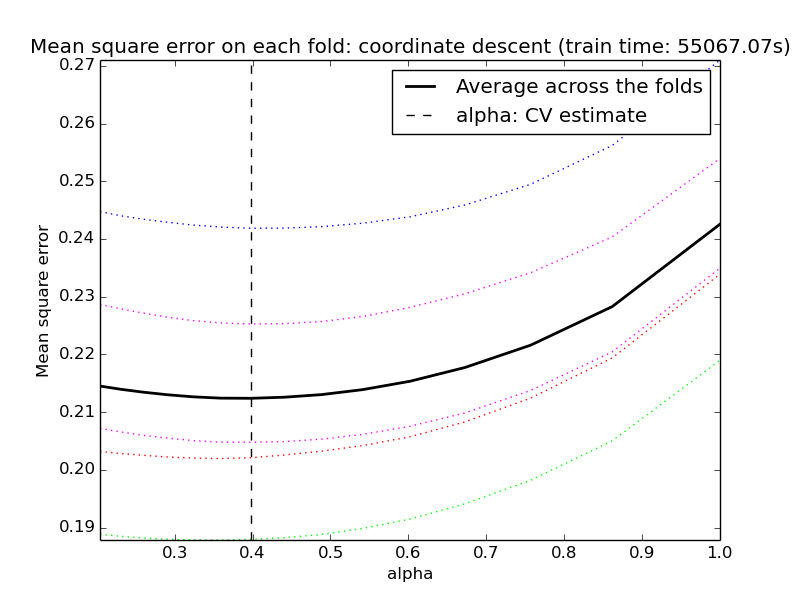 Mean square error on each fold: coordinate descent (train time: 55067.07s)
0.27
0.26
0.25
0.24
0.23
0.22
0.21
0.20
0.19
Mean square error
Average across the folds
alpha: CV estimate
0.3 0.4 0.5 0.6 0.7 0.8 0.9 1.0
alpha